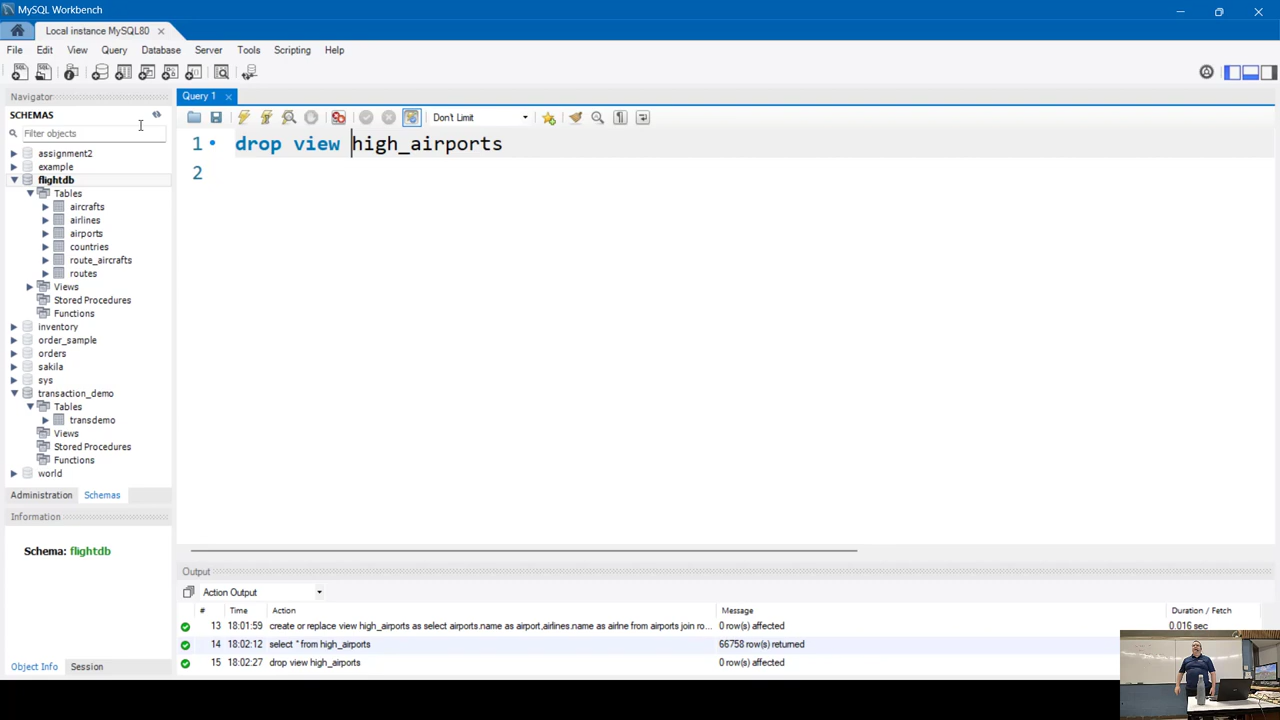 MySQL Workbench
Local instance MySQL80
File Edit View Query Database Server Tools Scripting Help
Navigator
SCHEMAS
Filter objects
assignment2
example
flightdb
Tables
aircrafts
airlines
airports
countries
route_aircrafts
routes
Views
Stored Procedures
Functions
inventory
order_sample
orders
sakila
sys
transaction_demo
Tables
transdemo
Views
Stored Procedures
Functions
world
Administration Schemas
Information
Schema: flightdb
Object Info Session
Query 1
Don't Limit
1 drop view high_airports
2
Output
Action Output
# Time Action Message Duration / Fetch
13 18:01:59 create or replace view high_airports as select airports.name as airport,airlines.name as airlne from airports join ro... 0 row(s) affected 0.016 sec
14 18:02:12 select * from high_airports 66758 row(s) returned
15 18:02:27 drop view high_airports 0 row(s) affected